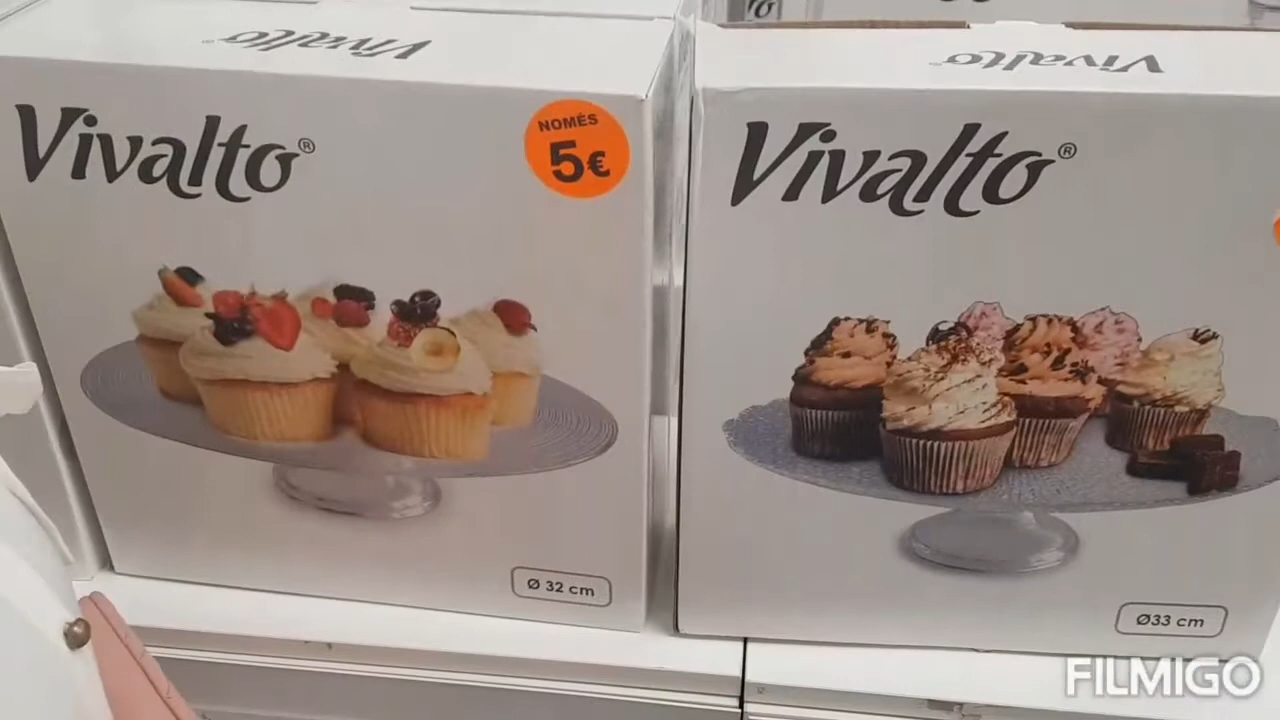 Vivalto
Vivalto
Vivalto®
NOMÉS
5€
Vivalto®
Ø 32 cm
Ø33 cm
FILMIGO